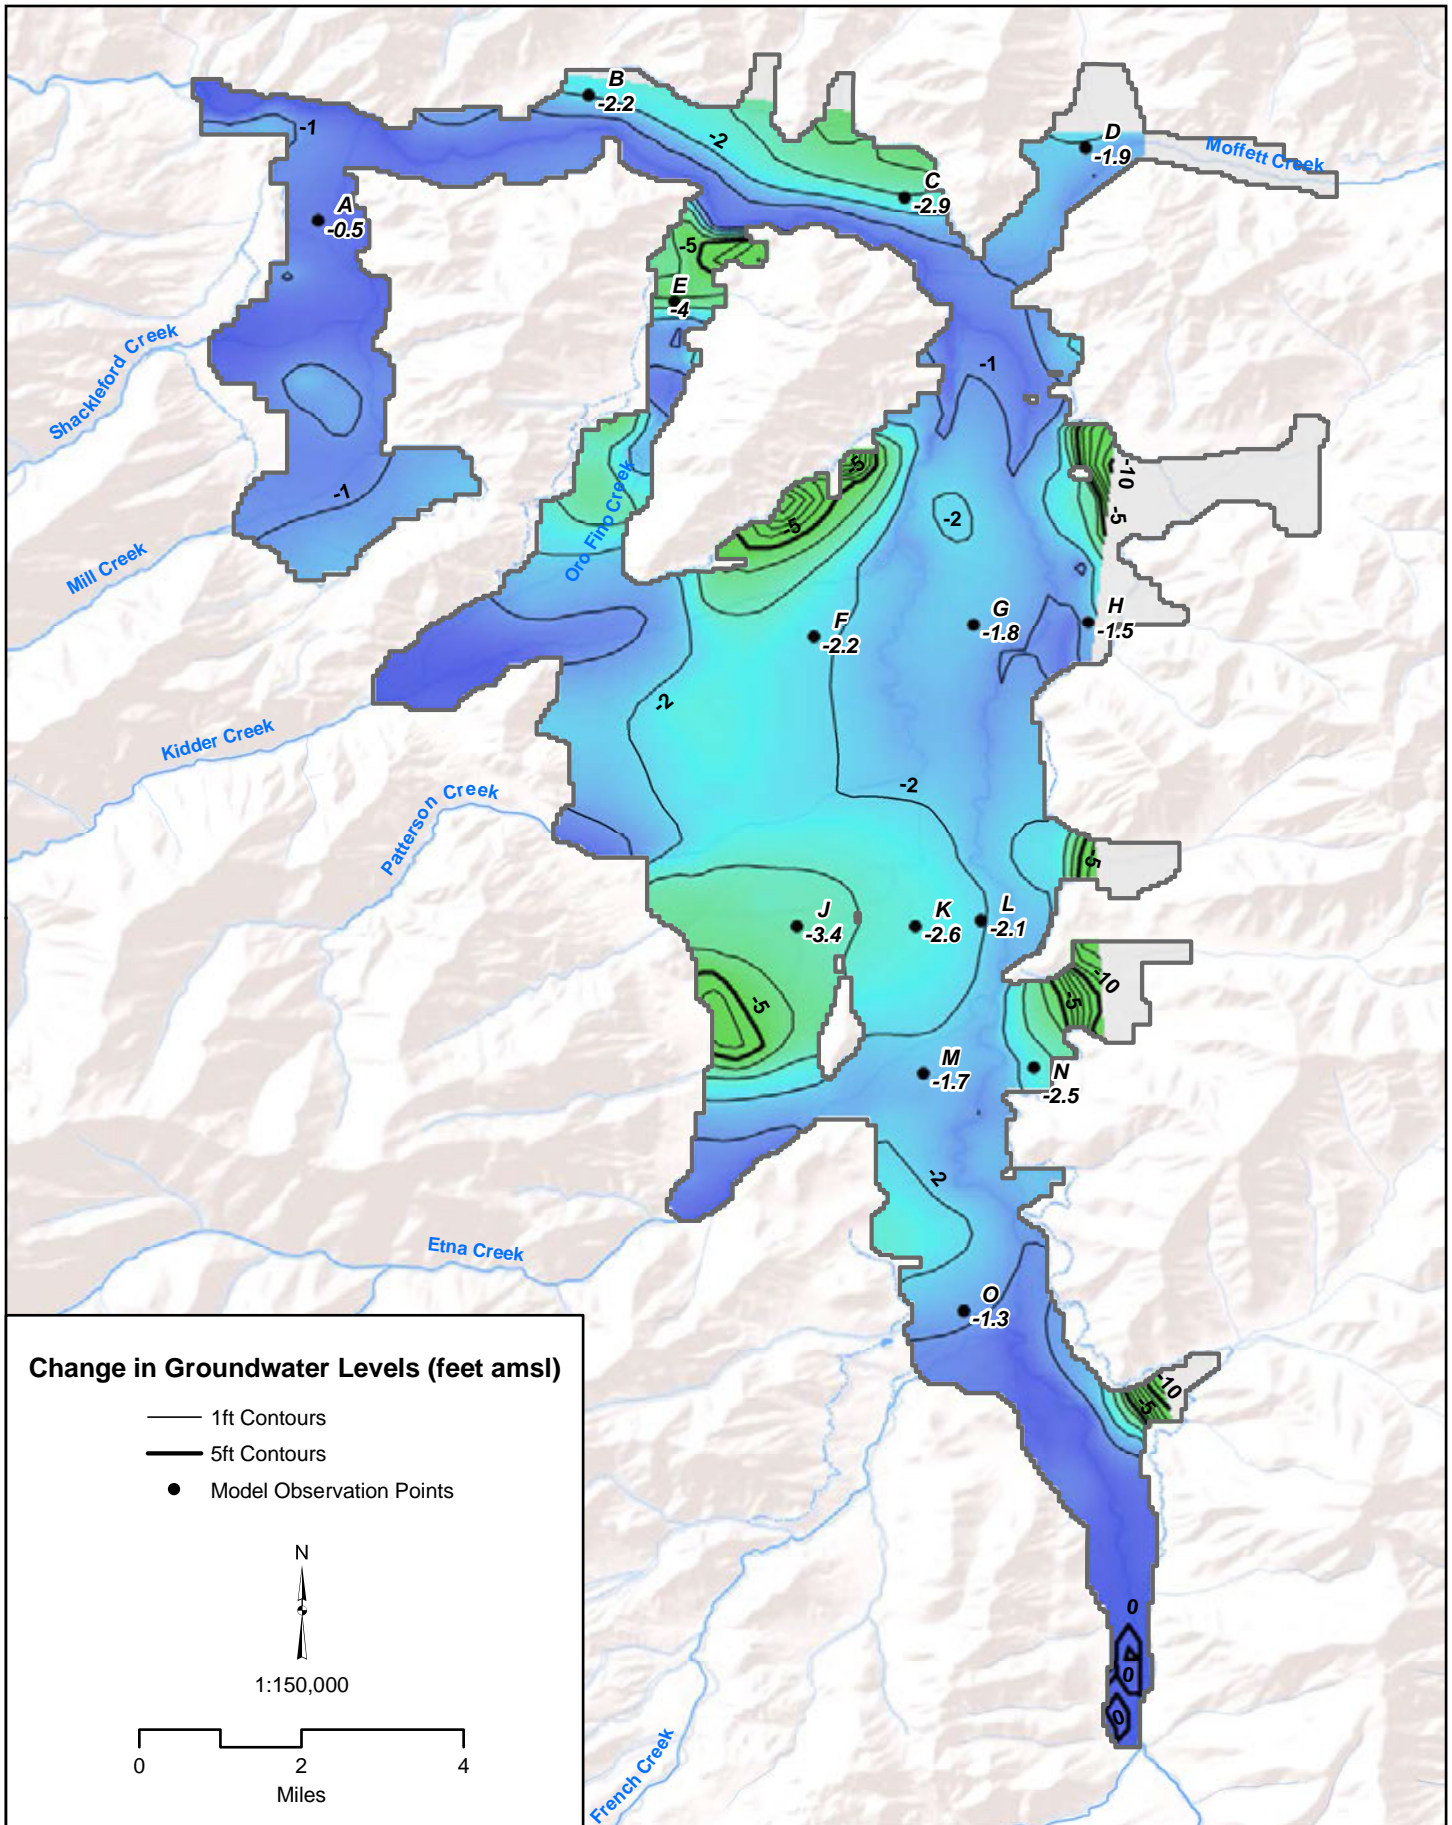 B
-2.2
-1
-2
D
-1.9
Moffett Creek
C
-2.9
A
-0.5
-5
E
-4
Shackleford Creek
-1
-5
-10
-1
-5
-2
-5
Oro Fino Creek
Mill Creek
F
-2.2
G
-1.8
H
-1.5
-2
Kidder Creek
-2
Patterson Creek
-5
J
-3.4
K
-2.6
L
-2.1
-10
-5
-5
M
-1.7
N
-2.5
-2
Etna Creek
O
-1.3
-10
-5
Change in Groundwater Levels (feet amsl)
1ft Contours
5ft Contours
Model Observation Points
N
1:150,000
0 2 4
Miles
0
0
0
French Creek